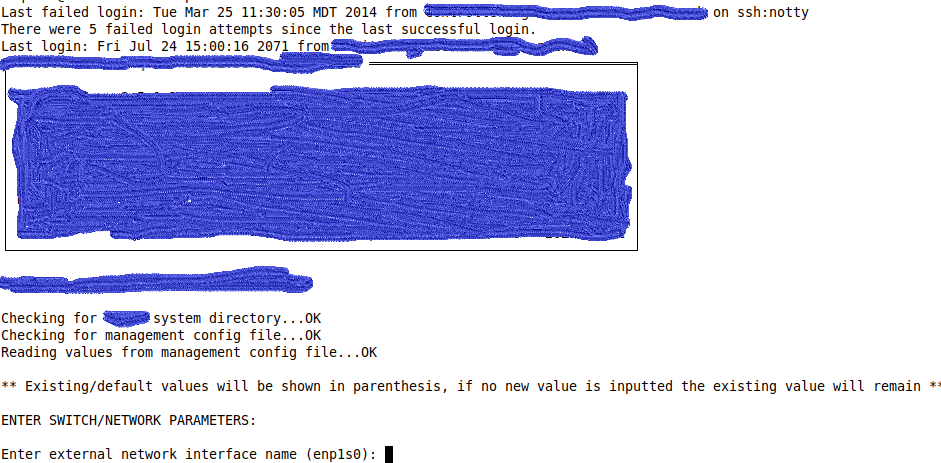 Last failed login: Tue Mar 25 11:30:05 MDT 2014 from on ssh:notty
There were 5 failed login attempts since the last successful login.
Last login: Fri Jul 24 15:00:16 2071 from
Checking for system directory...OK
Checking for management config file...OK
Reading values from management config file...OK
** Existing/default values will be shown in parenthesis, if no new value is inputted the existing value will remain **
ENTER SWITCH/NETWORK PARAMETERS:
Enter external network interface name (enp1s0):